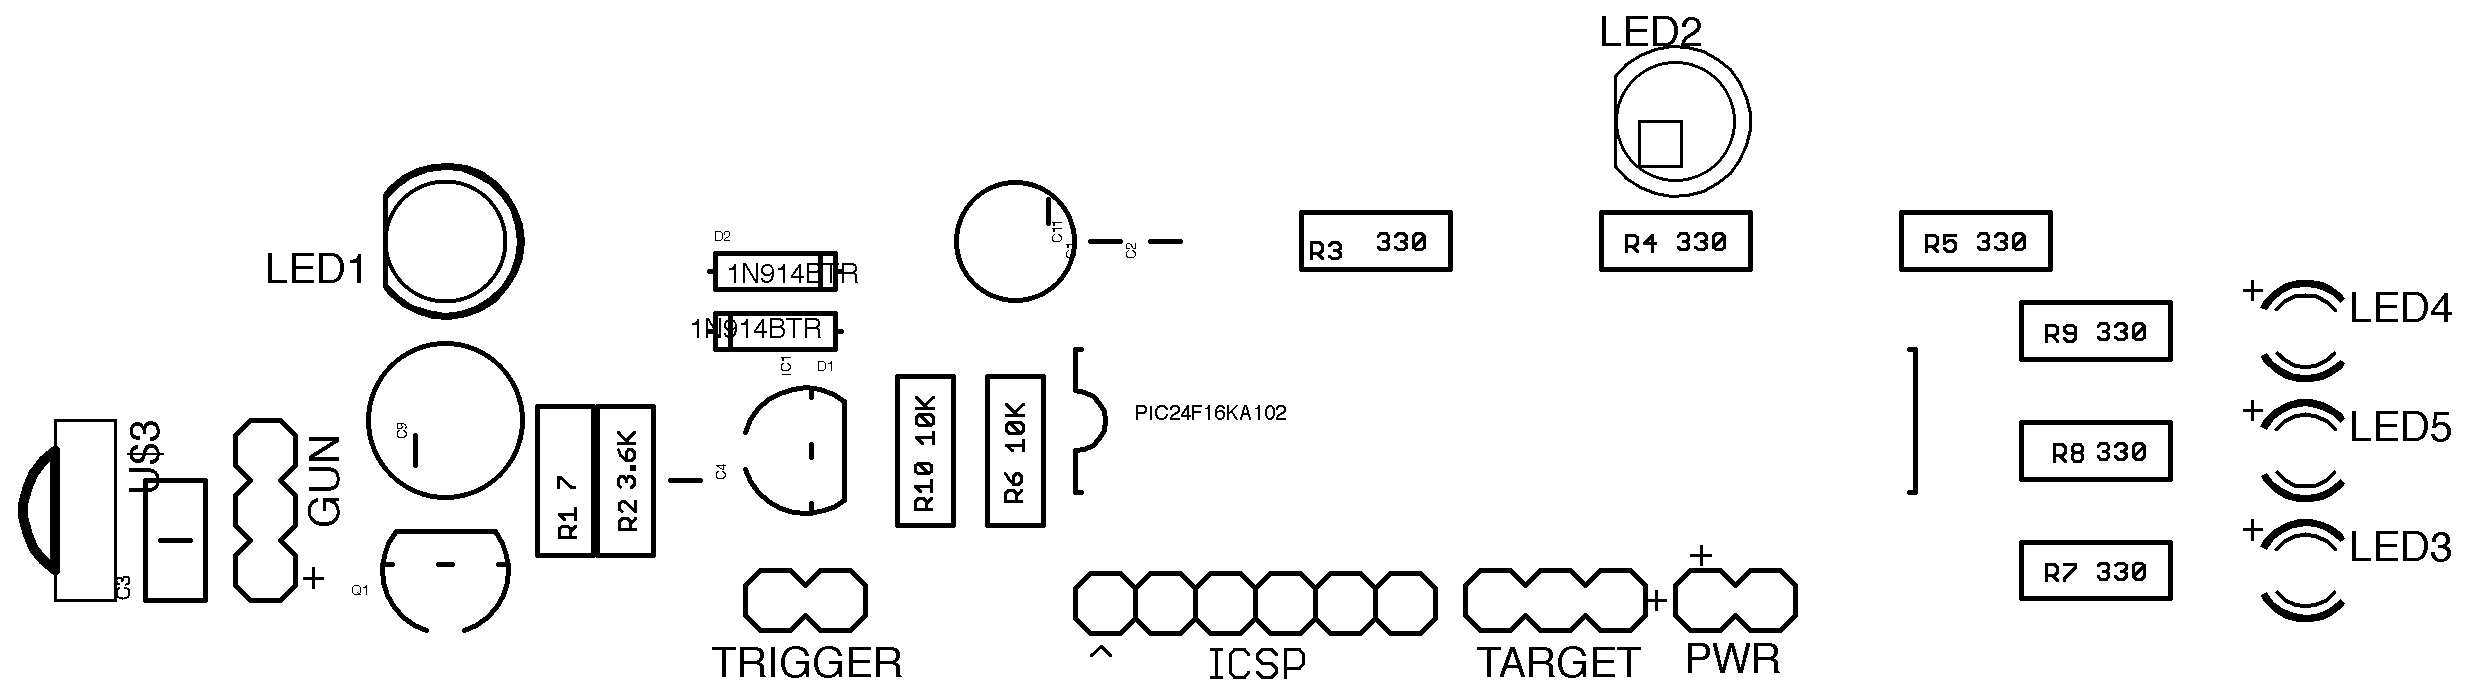 LED2
LED1
D2
1N914BTR
1N914BTR
IC1
D1
C11
C1
C2
R3 330
R4 330
R5 330
+
LED4
R9 330
+
LED5
R8 330
+
LED3
R7 330
PIC24F16KA102
U$3
C3
GUN
+
C9
Q1
R1 7
R2 3.6K
C4
R10 10K
R6 10K
TRIGGER
^
ICSP
TARGET
+
PWR
+